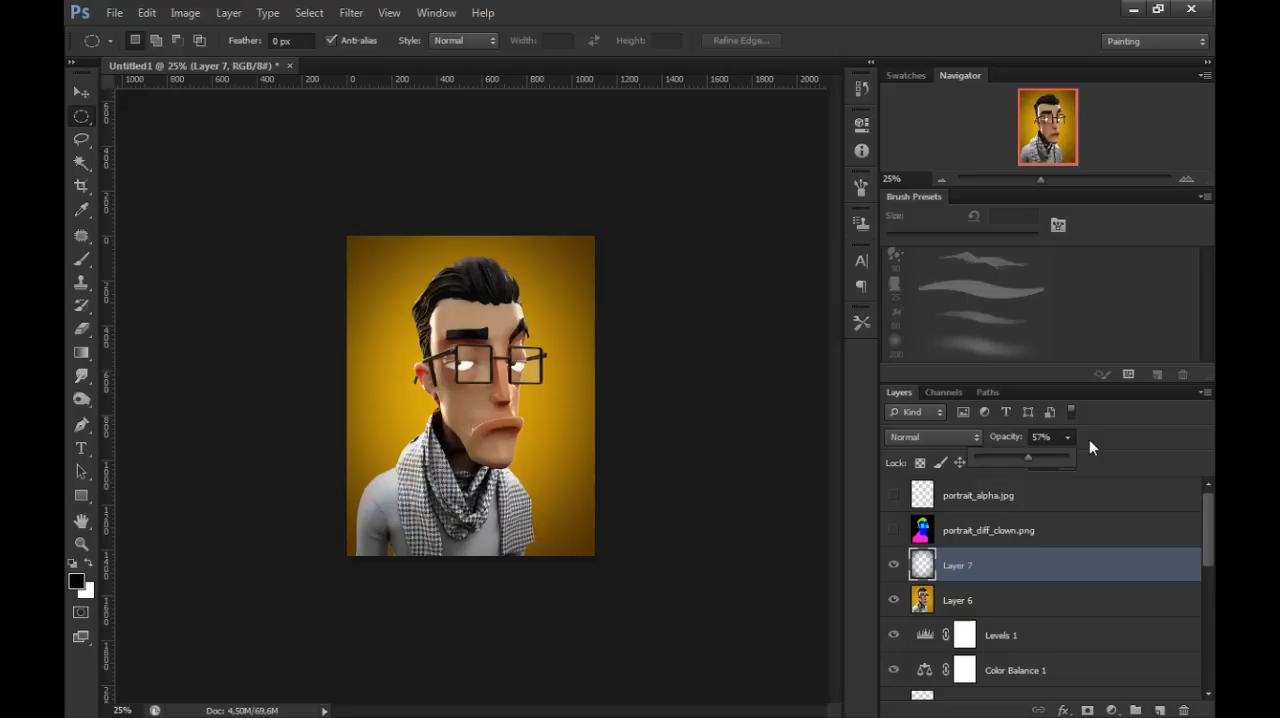 Ps File Edit Image Layer Type Select Filter View Window Help
Feather: 0 px Anti-alias Style: Normal Width: Height: Refine Edge... Painting
Untitled1 @ 25% (Layer 7, RGB/8#) * ×
1000 800 600 400 200 0 200 400 600 800 1000 1200 1400 1600 1800 2000
Swatches Navigator
25%
Brush Presets
Size:
90
25
80
200
Layers Channels Paths
Kind
Normal Opacity: 57%
Lock:
portrait_alpha.jpg
portrait_diff_clown.png
Layer 7
Layer 6
Levels 1
Color Balance 1
25% Doc: 4,50M/69,6M